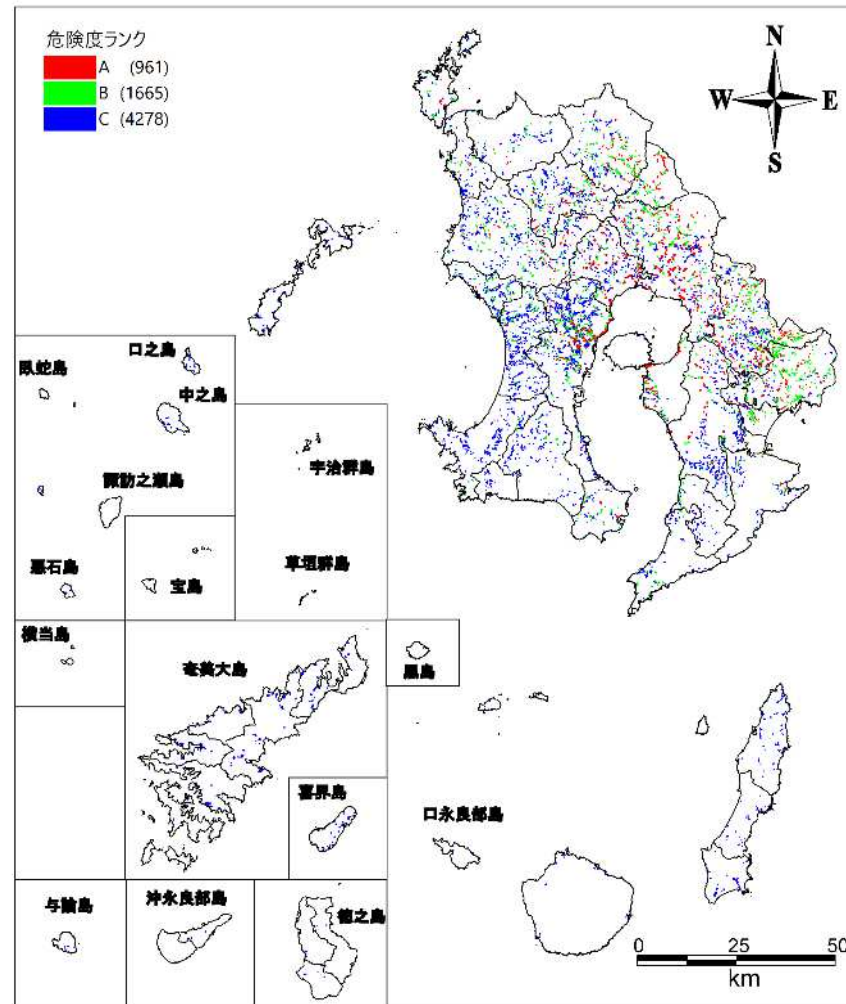 危険度ランク
A (961)
B (1665)
C (4278)
N
W E
S
口之島
臥蛇島
中之島
諏訪之瀬島
宇治群島
悪石島
宝島
草垣群島
横当島
奄美大島
黒島
喜界島
口永良部島
与論島
沖永良部島
徳之島
0 25 50
km